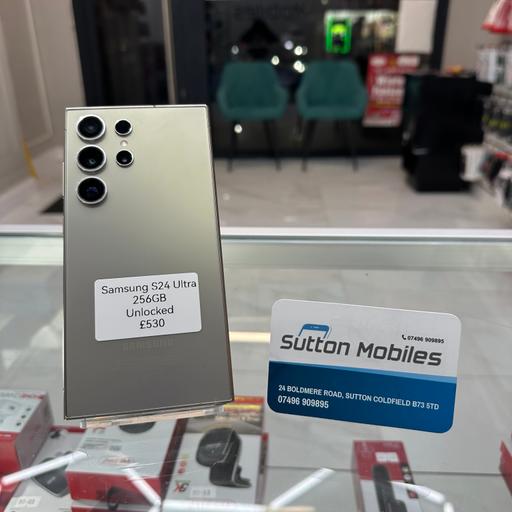 Samsung S24 Ultra
256GB
Unlocked
£530
SAMSUNG
07496 909895
Sutton Mobiles
24 BOLDMERE ROAD, SUTTON COLDFIELD B73 5TD
07496 909895